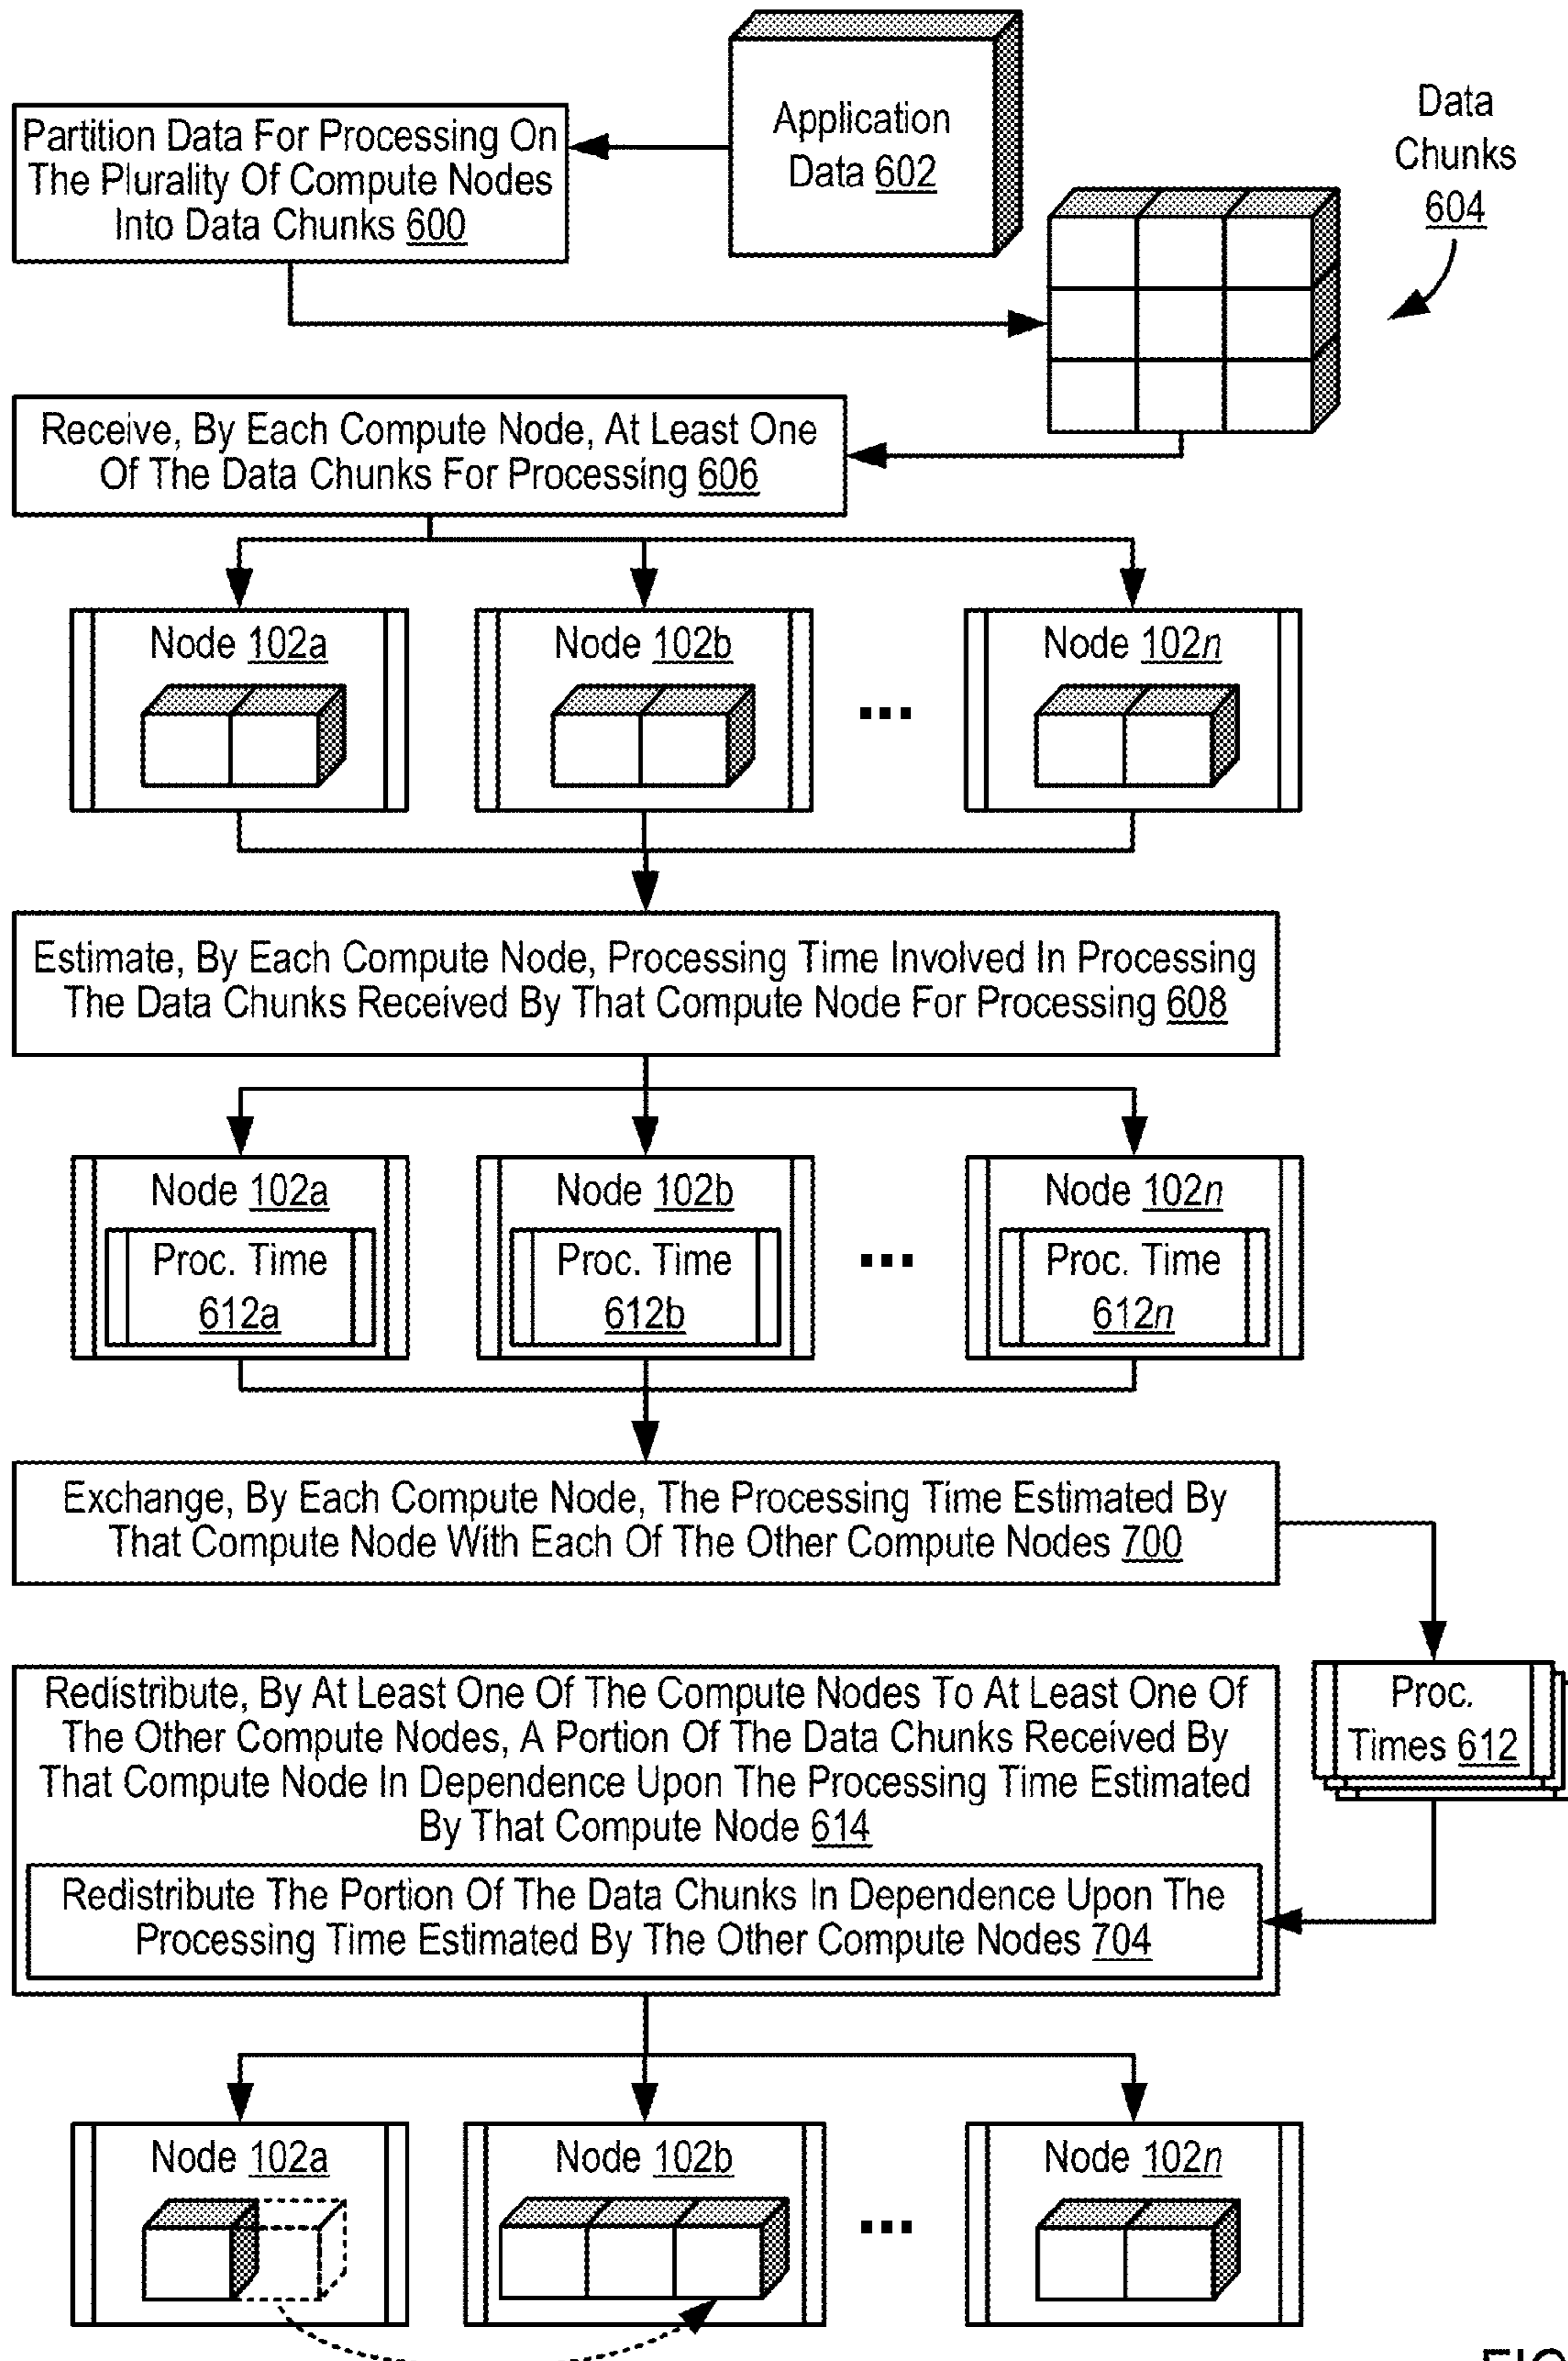 Application
Data 602
Data
Chunks
604
Partition Data For Processing On
The Plurality Of Compute Nodes
Into Data Chunks 600
Receive, By Each Compute Node, At Least One
Of The Data Chunks For Processing 606
Node 102a
Node 102b
...
Node 102n
Estimate, By Each Compute Node, Processing Time Involved In Processing
The Data Chunks Received By That Compute Node For Processing 608
Node 102a
Proc. Time
612a
Node 102b
Proc. Time
612b
...
Node 102n
Proc. Time
612n
Exchange, By Each Compute Node, The Processing Time Estimated By
That Compute Node With Each Of The Other Compute Nodes 700
Proc.
Times 612
Redistribute, By At Least One Of The Compute Nodes To At Least One Of
The Other Compute Nodes, A Portion Of The Data Chunks Received By
That Compute Node In Dependence Upon The Processing Time Estimated
By That Compute Node 614
Redistribute The Portion Of The Data Chunks In Dependence Upon The
Processing Time Estimated By The Other Compute Nodes 704
Node 102a
Node 102b
...
Node 102n